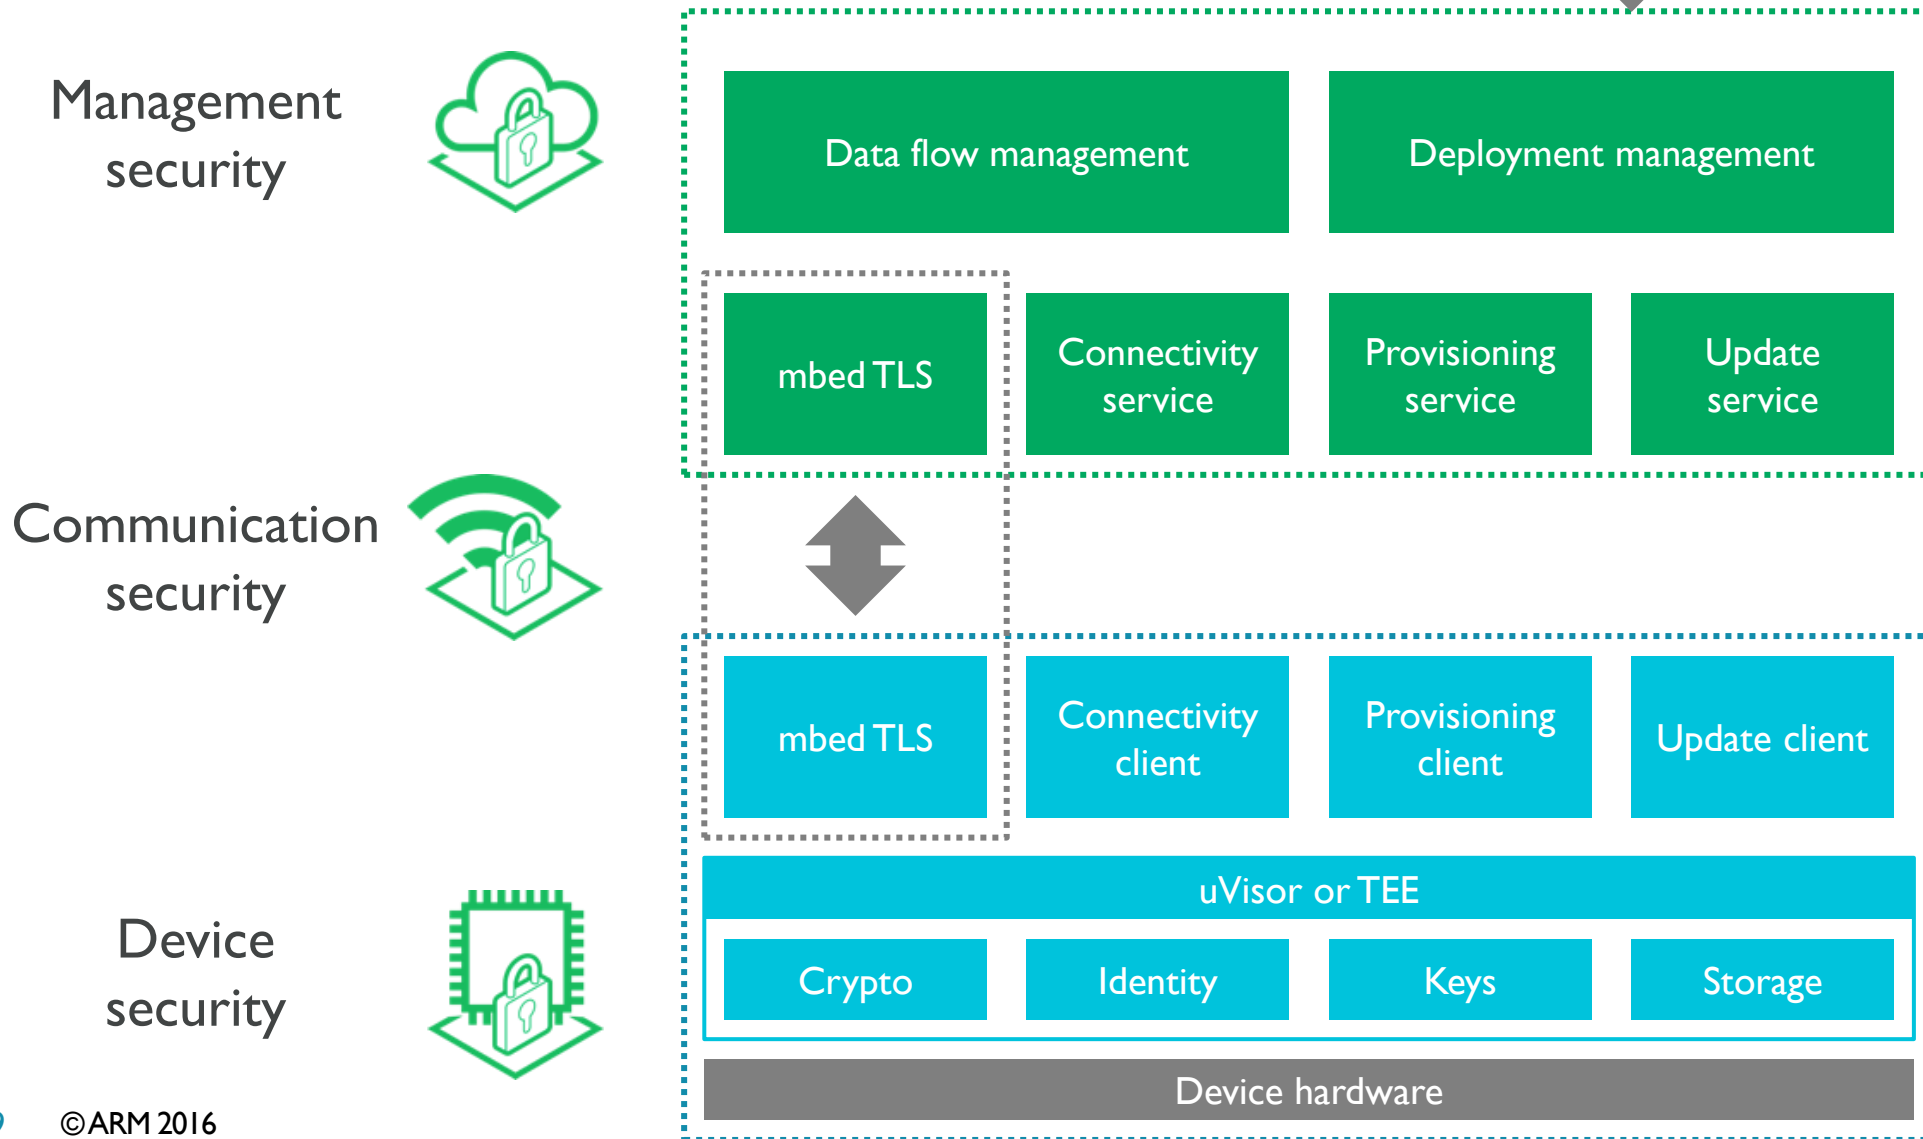 Management
security
Data flow management
Deployment management
mbed TLS
Connectivity
service
Provisioning
service
Update
service
Communication
security
mbed TLS
Connectivity
client
Provisioning
client
Update client
uVisor or TEE
Device
security
Crypto
Identity
Keys
Storage
Device hardware
©ARM 2016